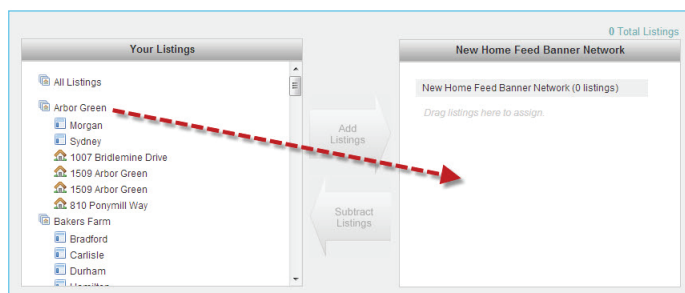 0 Total Listings
Your Listings
All Listings
Arbor Green
Morgan
Sydney
1007 Bridlemine Drive
1509 Arbor Green
1509 Arbor Green
810 Ponymill Way
Bakers Farm
Bradford
Carlisle
Durham
Hamilton
Add
Listings
Subtract
Listings
New Home Feed Banner Network
New Home Feed Banner Network (0 listings)
Drag listings here to assign.